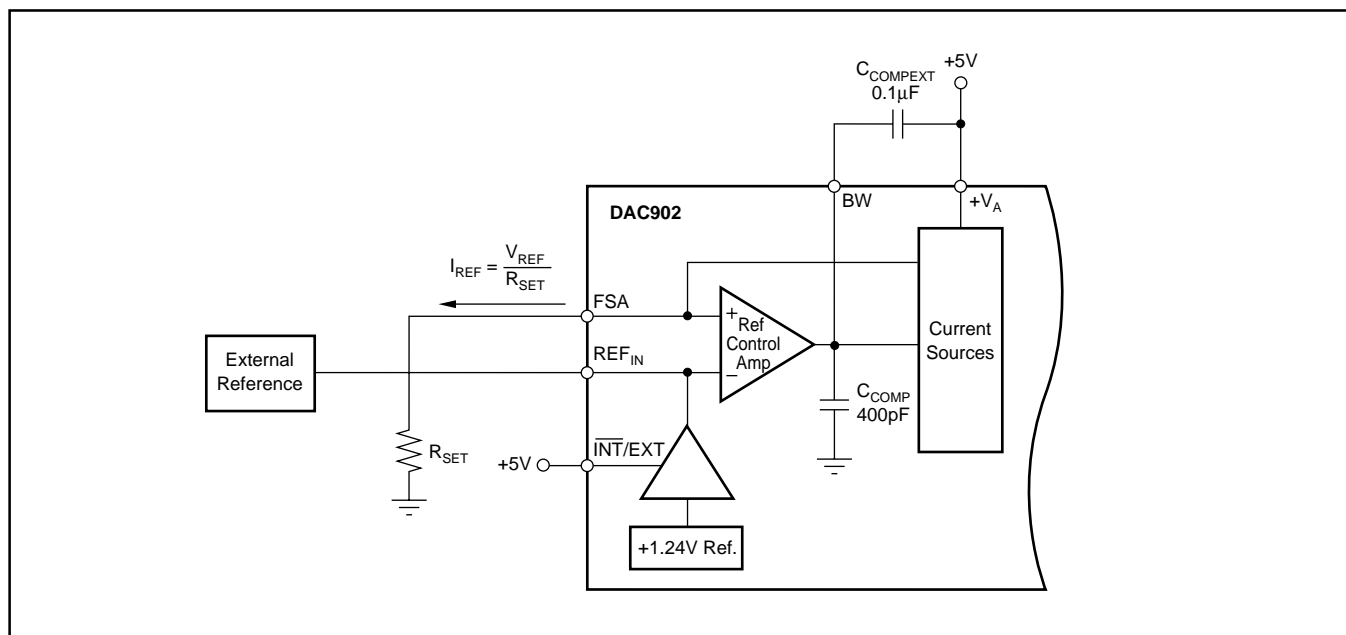 C_COMPEXT
0.1μF
+5V
BW
+V_A
DAC902
I_REF = V_REF / R_SET
FSA
+
Ref
Control
Amp
–
REF_IN
Current
Sources
External
Reference
C_COMP
400pF
R_SET
+5V
I̅N̅T̅/EXT
+1.24V Ref.